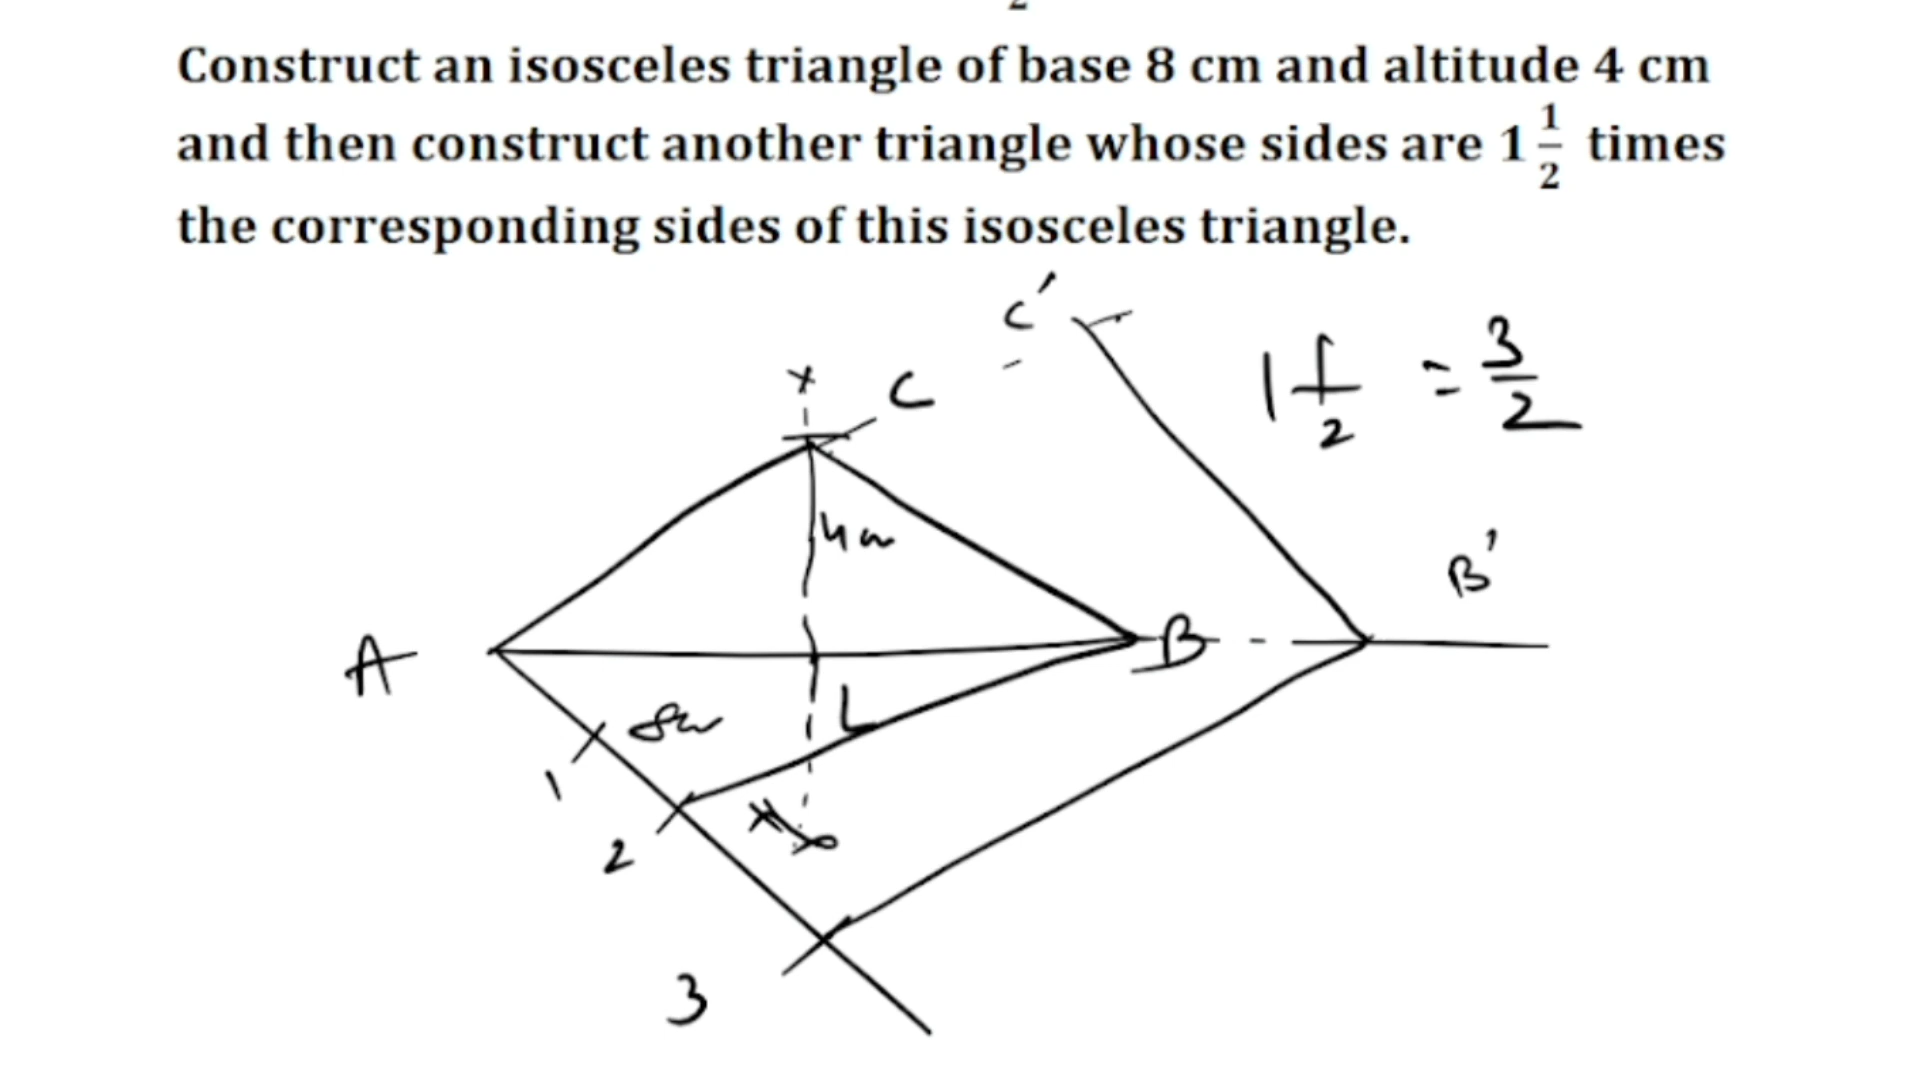 Construct an isosceles triangle of base 8 cm and altitude 4 cm
and then construct another triangle whose sides are 1 1/2 times
the corresponding sides of this isosceles triangle.
C'
C
1 1/2 = 3/2
4 cm
B'
A
B
L
1
2
3